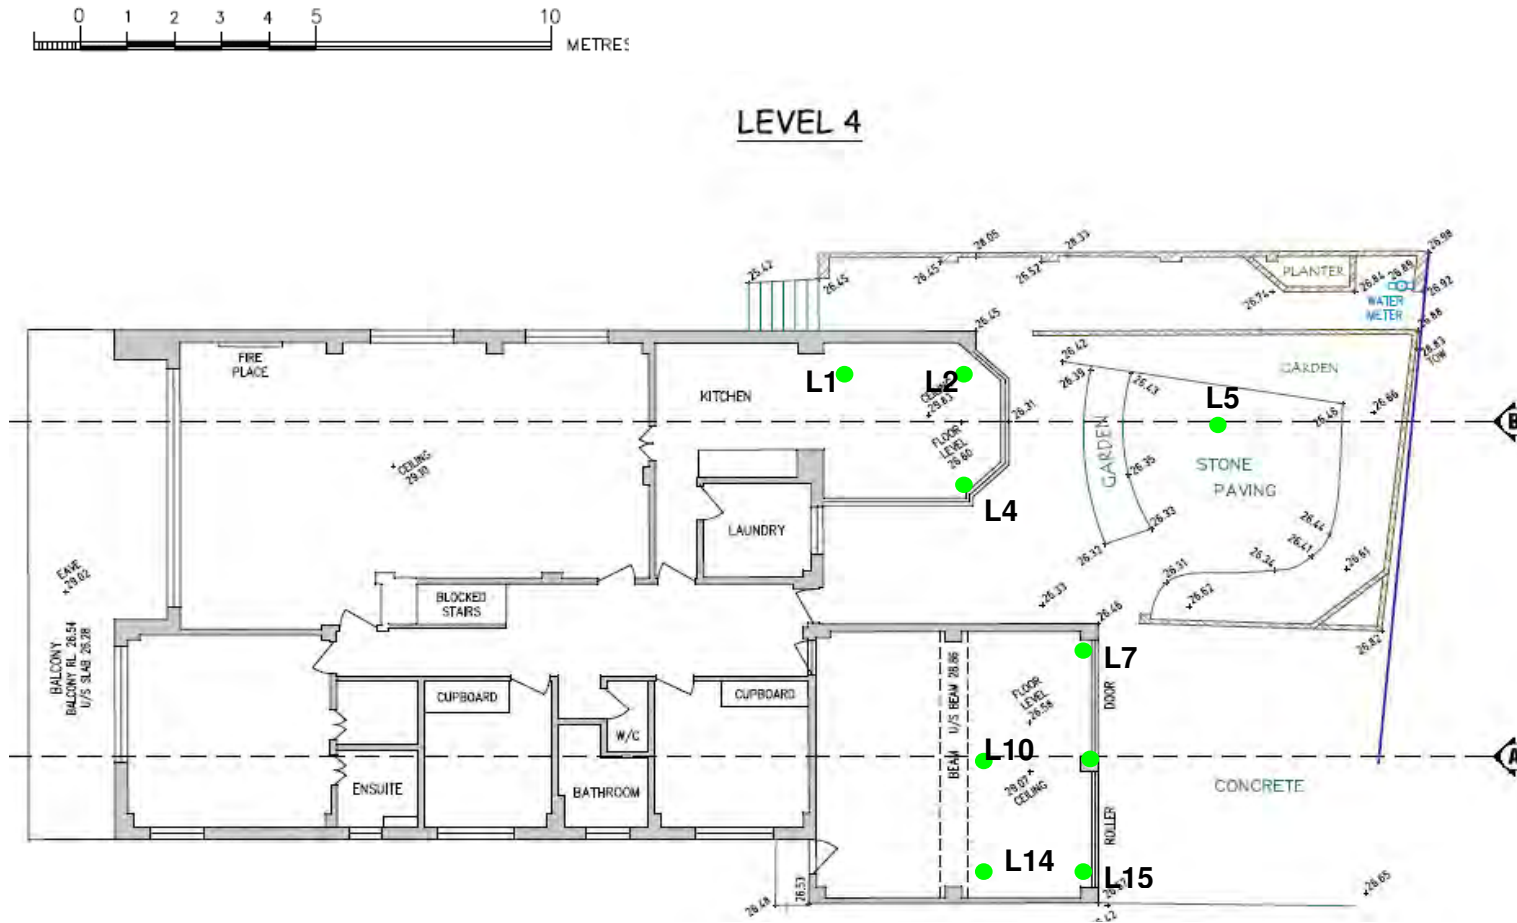 0 1 2 3 4 5 10
METRES
LEVEL 4
28.05
28.33
26.98
25.42
26.45
26.45
26.52
PLANTER
26.74
26.84
26.89
26.92
WATER
METER
26.45
26.88
26.83
TOW
FIRE
PLACE
26.42
26.39
26.43
GARDEN
L1
L2
CEILING
29.83
KITCHEN
L5
26.66
26.31
26.46
B
FLOOR
LEVEL
26.60
GARDEN
CEILING
29.10
STONE
PAVING
26.35
L4
LAUNDRY
26.33
26.44
26.32
26.41
26.34
26.31
26.61
EAVE
29.02
BLOCKED
STAIRS
26.33
26.46
26.62
26.82
BALCONY
BALCONY RL 26.54
U/S SLAB 26.28
L7
CUPBOARD
CUPBOARD
BEAM U/S BEAM 28.86
FLOOR
LEVEL
26.58
DOOR
W/C
L10
A
29.07
CEILING
ENSUITE
BATHROOM
CONCRETE
ROLLER
L14
L15
26.48
26.53
26.65